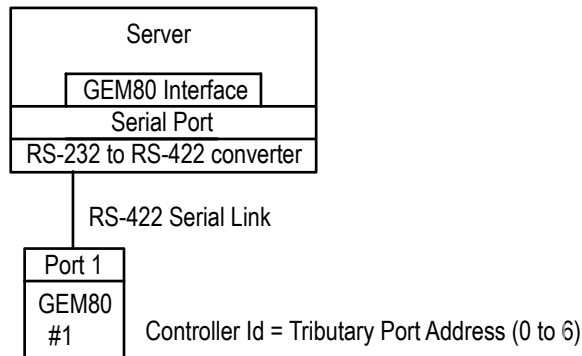 Server
GEM80 Interface
Serial Port
RS-232 to RS-422 converter
RS-422 Serial Link
Port 1
GEM80
#1
Controller Id = Tributary Port Address (0 to 6)